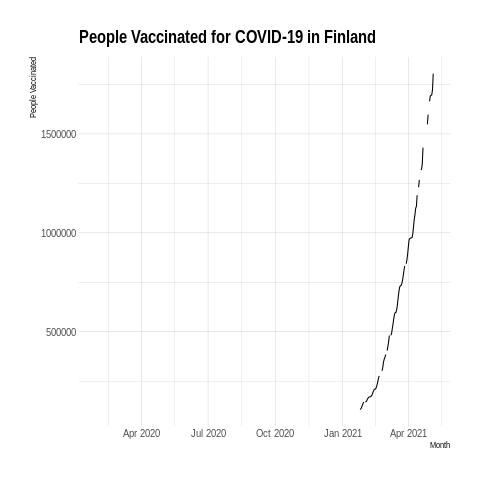 People Vaccinated for COVID-19 in Finland
People Vaccinated
1500000
1000000
500000
Apr 2020
Jul 2020
Oct 2020
Jan 2021
Apr 2021
Month